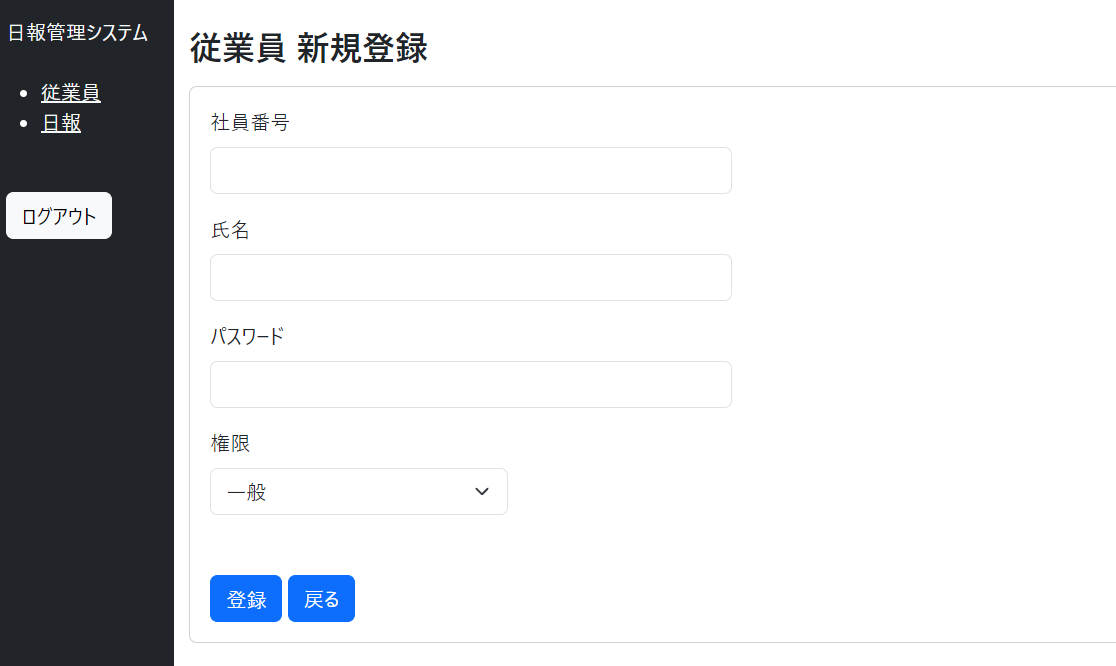 日報管理システム
従業員
日報
ログアウト
従業員 新規登録
社員番号
氏名
パスワード
権限
一般
登録
戻る